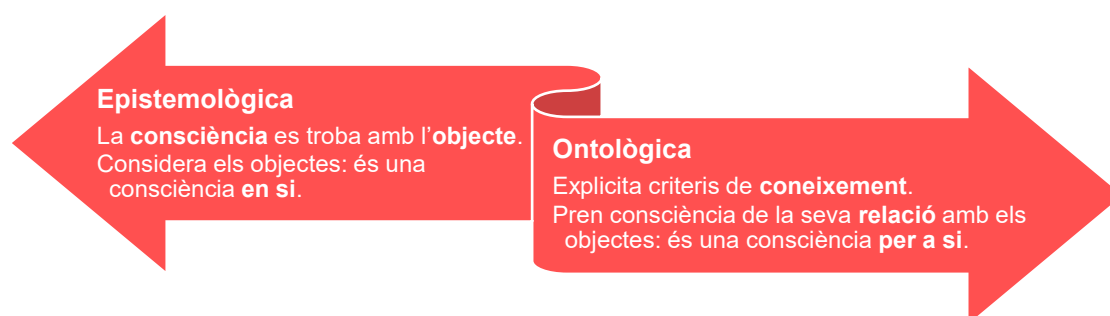 Epistemològica
La consciència es troba amb l’objecte.
Considera els objectes: és una
consciència en si.
Ontològica
Explicita criteris de coneixement.
Pren consciència de la seva relació amb els
objectes: és una consciència per a si.